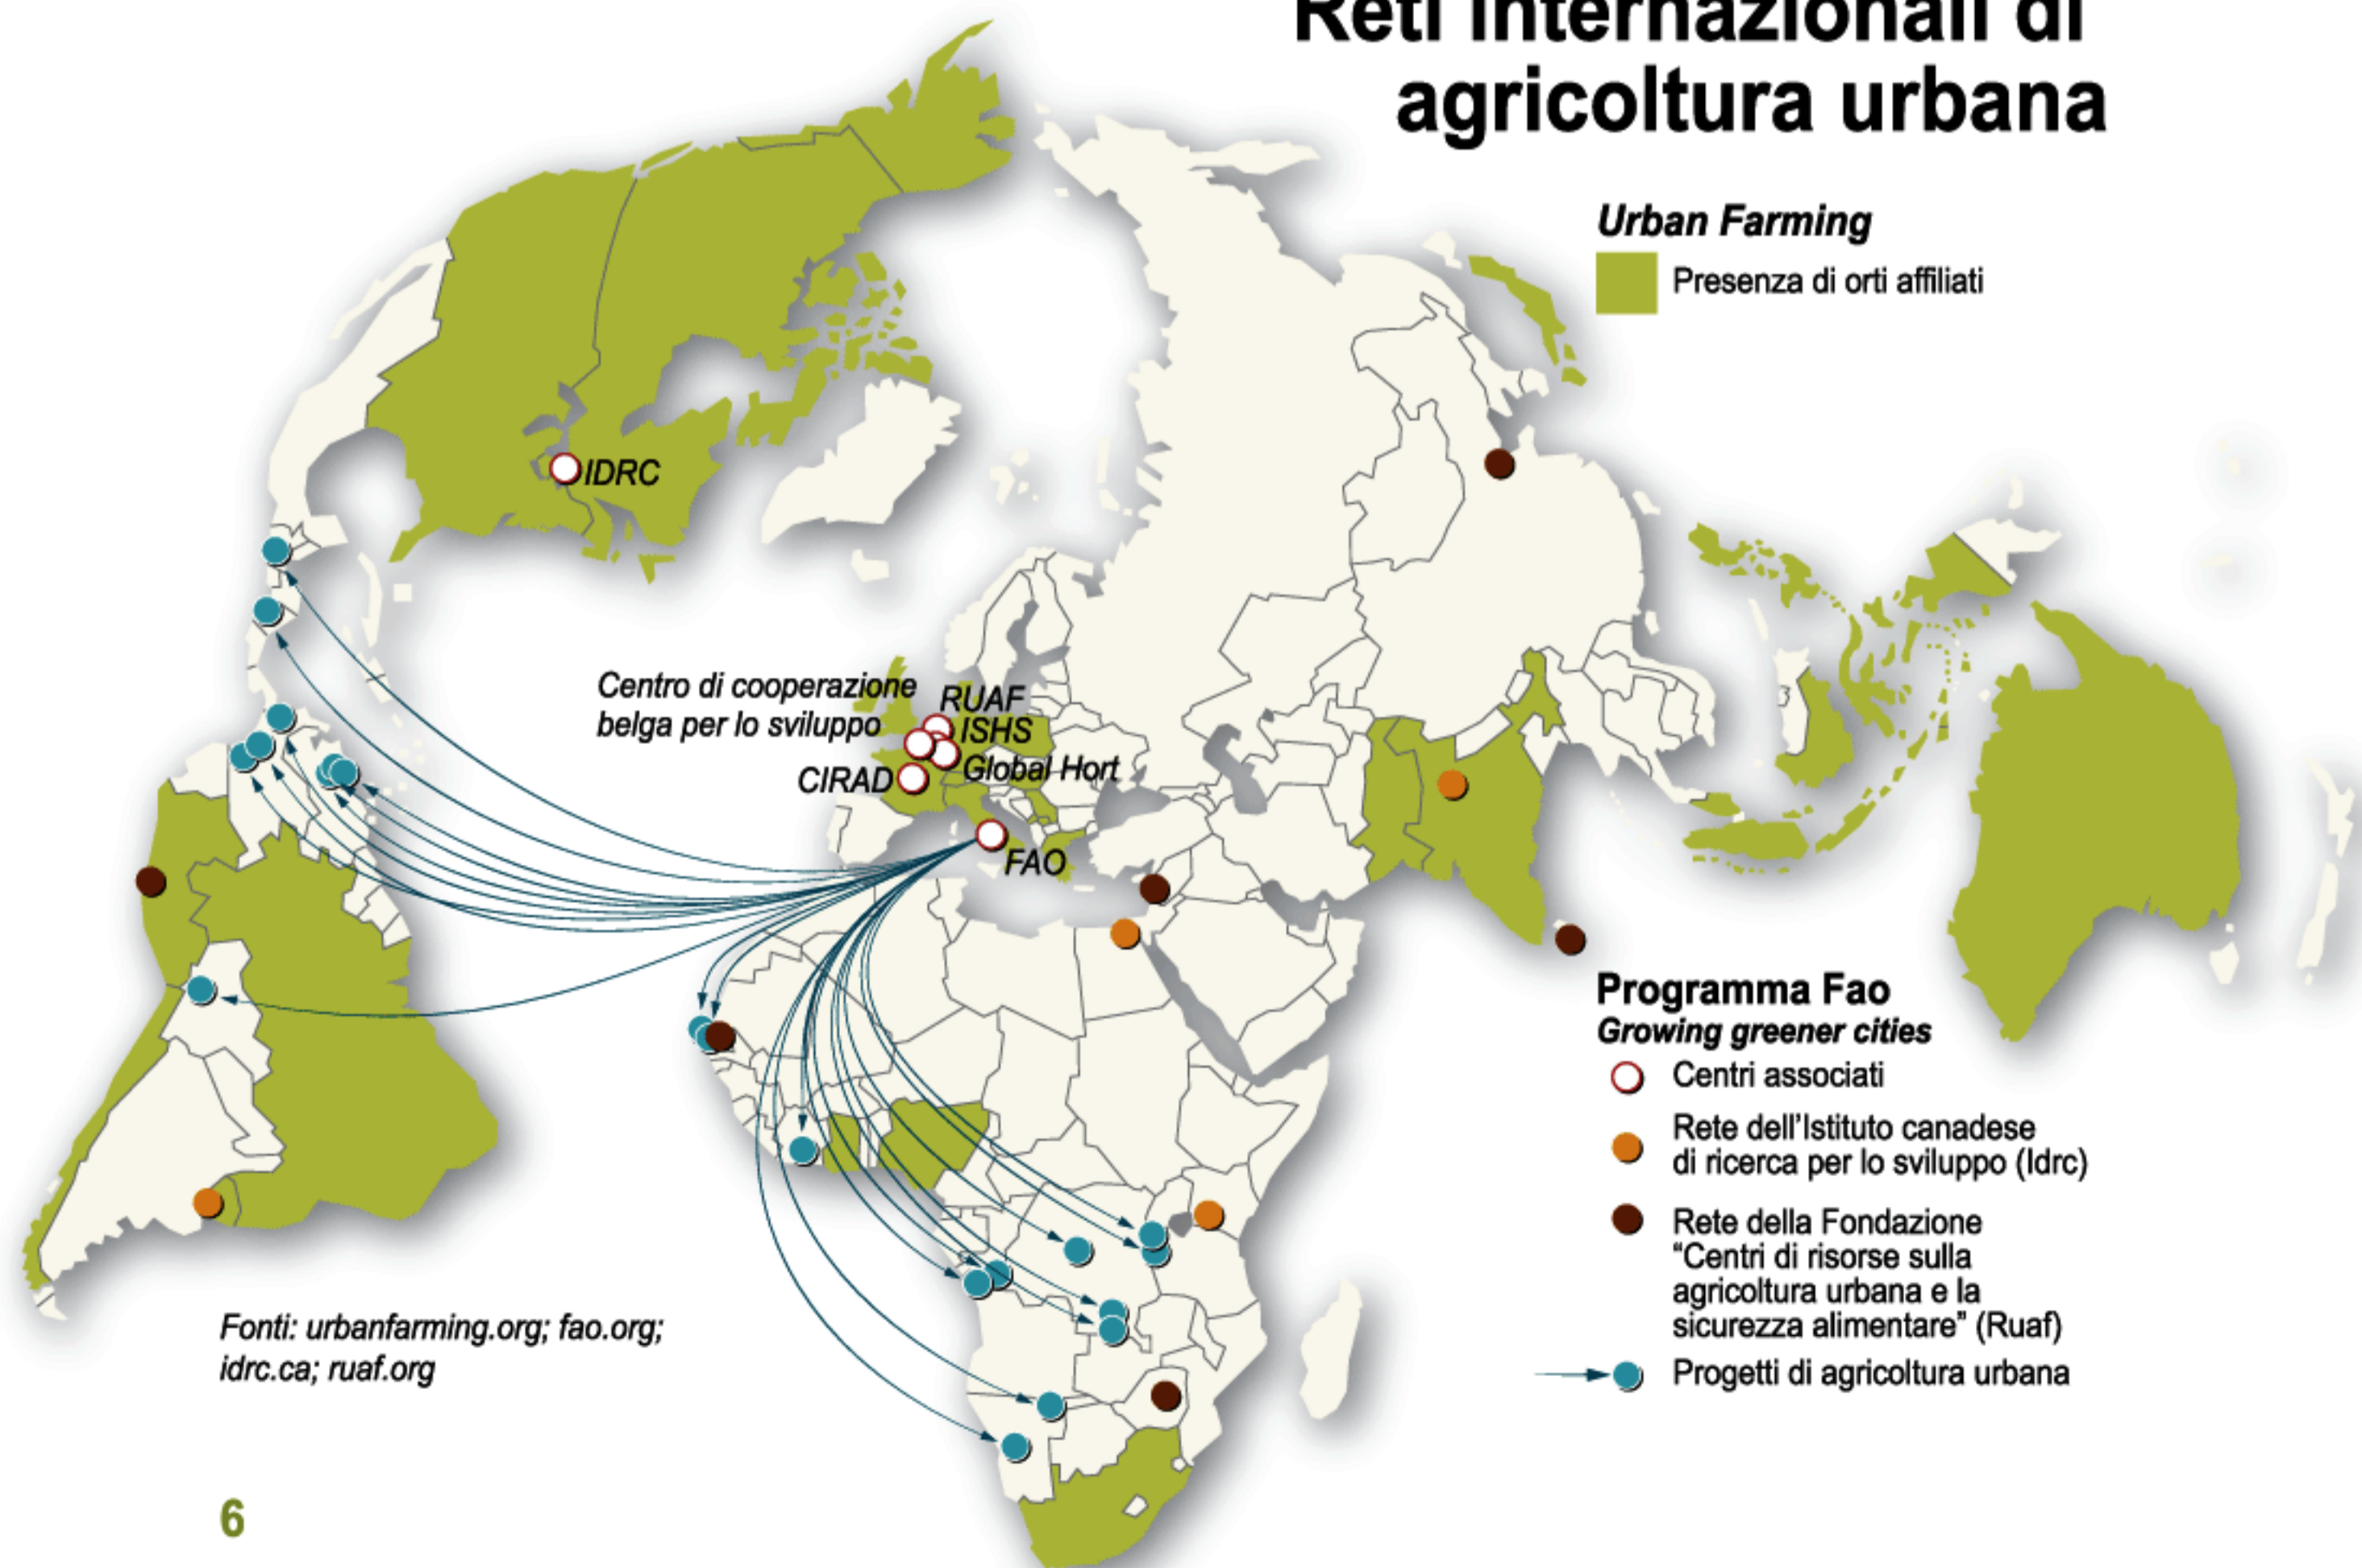 Reti internazionali di
agricoltura urbana
Urban Farming
Presenza di orti affiliati
IDRC
Centro di cooperazione
belga per lo sviluppo
RUAF
ISHS
Global Hort
CIRAD
FAO
Programma Fao
Growing greener cities
Centri associati
Rete dell'Istituto canadese
di ricerca per lo sviluppo (Idrc)
Rete della Fondazione
“Centri di risorse sulla
agricoltura urbana e la
sicurezza alimentare” (Ruaf)
Progetti di agricoltura urbana
Fonti: urbanfarming.org; fao.org;
idrc.ca; ruaf.org
6